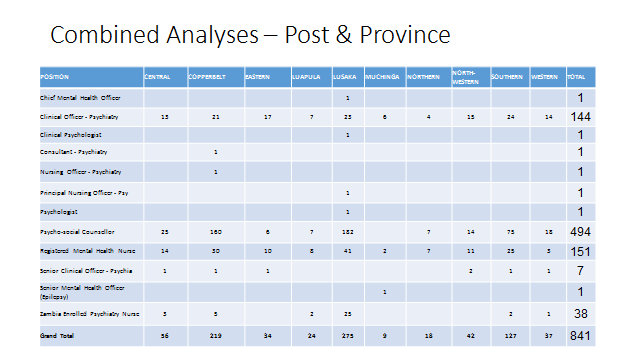 Combined Analyses – Post & Province
POSITION CENTRAL COPPERBELT EASTERN LUAPULA LUSAKA MUCHINGA NORTHERN NORTH-WESTERN SOUTHERN WESTERN TOTAL
Chief Mental Health Officer 1 1
Clinical Officer - Psychiatry 13 21 17 7 23 6 4 15 24 14 144
Clinical Psychologist 1 1
Consultant - Psychiatry 1 1
Nursing Officer - Psychiatry 1 1
Principal Nursing Officer - Psy 1 1
Psychologist 1 1
Psycho-social Counsellor 25 160 6 7 182 7 14 75 18 494
Registered Mental Health Nurse 14 30 10 8 41 2 7 11 25 3 151
Senior Clinical Officer - Psychia 1 1 1 2 1 1 7
Senior Mental Health Officer
(Epilepsy) 1 1
Zambia Enrolled Psychiatry Nurse 3 5 2 25 2 1 38
Grand Total 56 219 34 24 275 9 18 42 127 37 841